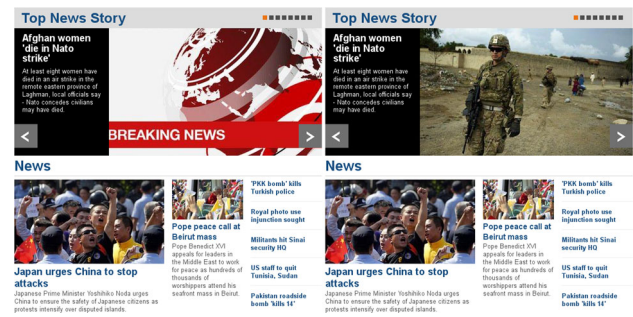 Top News Story
Afghan women
'die in Nato
strike'
At least eight women have
died in an air strike in the
remote eastern province of
Laghman, local officials say
- Nato concedes civilians
may have died.
<
BREAKING NEWS
>
News
Japan urges China to stop
attacks
Japanese Prime Minister Yoshihiko Noda urges
China to ensure the safety of Japanese citizens as
protests intensify over disputed islands.
Pope peace call at
Beirut mass
Pope Benedict XVI
appeals for leaders in
the Middle East to work
for peace as hundreds of
thousands of
worshippers attend his
seafront mass in Beirut.
'PKK bomb' kills
Turkish police
Royal photo use
injunction sought
Militants hit Sinai
security HQ
US staff to quit
Tunisia, Sudan
Pakistan roadside
bomb 'kills 14'
Top News Story
Afghan women
'die in Nato
strike'
At least eight women have
died in an air strike in the
remote eastern province of
Laghman, local officials say
- Nato concedes civilians
may have died.
<
>
News
Japan urges China to stop
attacks
Japanese Prime Minister Yoshihiko Noda urges
China to ensure the safety of Japanese citizens as
protests intensify over disputed islands.
Pope peace call at
Beirut mass
Pope Benedict XVI
appeals for leaders in
the Middle East to work
for peace as hundreds of
thousands of
worshippers attend his
seafront mass in Beirut.
'PKK bomb' kills
Turkish police
Royal photo use
injunction sought
Militants hit Sinai
security HQ
US staff to quit
Tunisia, Sudan
Pakistan roadside
bomb 'kills 14'